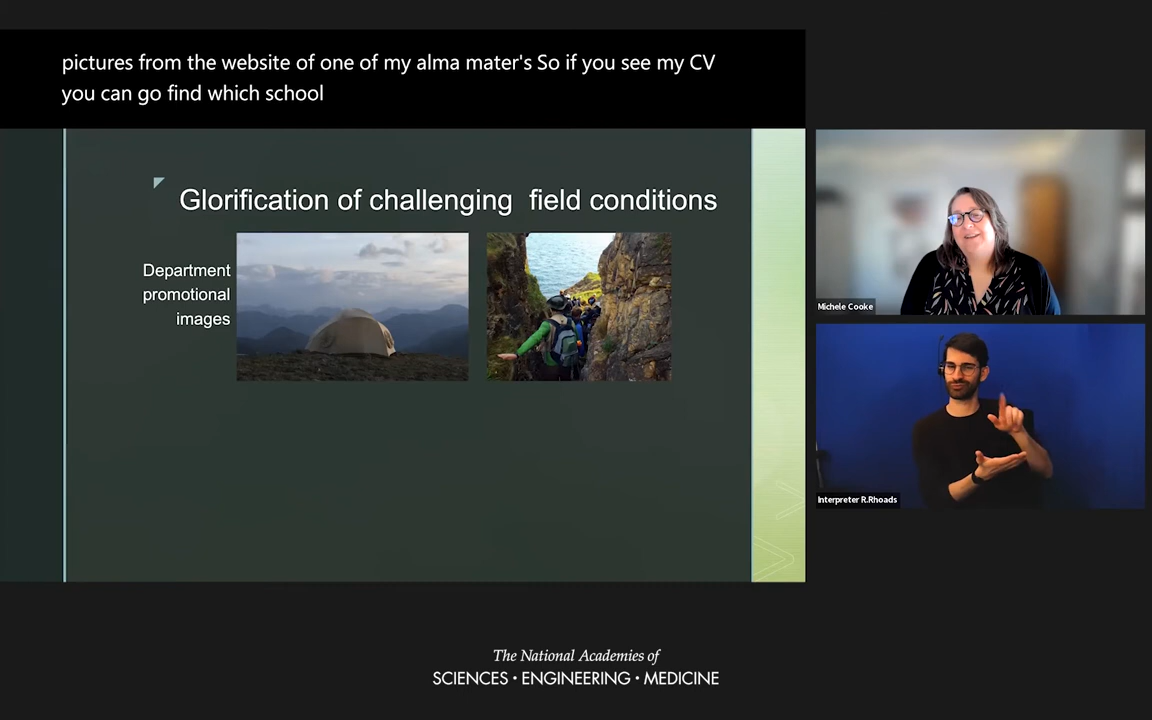 pictures from the website of one of my alma mater's So if you see my CV
you can go find which school
Glorification of challenging  field conditions
Department
promotional
images
Michele Cooke
Interpreter R.Rhoads
The National Academies of
SCIENCES · ENGINEERING · MEDICINE